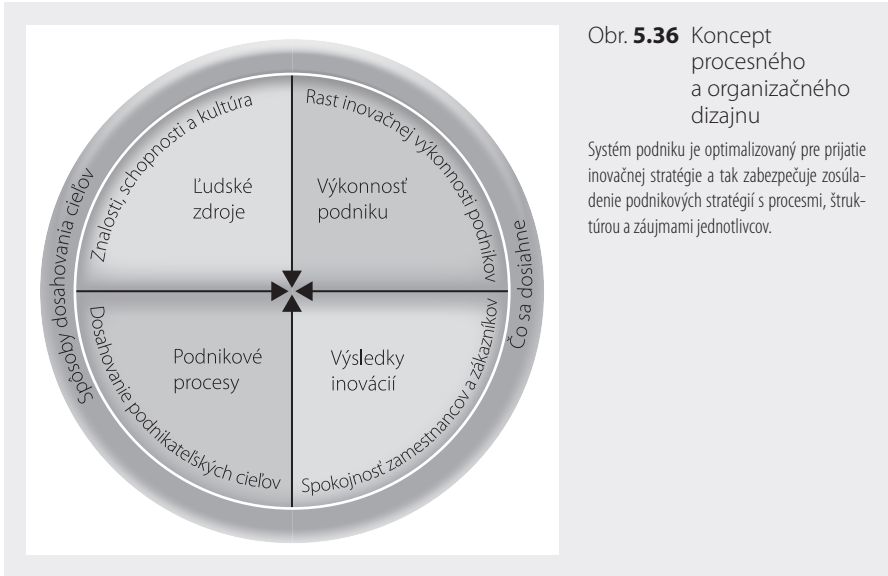 Spôsoby dosahovania cieľov
Znalosti, schopnosti a kultúra
Rast inovačnej výkonnosti podnikov
Čo sa dosiahne
Ľudské
zdroje
Výkonnosť
podniku
Podnikové
procesy
Výsledky
inovácií
Dosahovanie podnikateľských cieľov
Spokojnosť zamestnancov a zákazníkov
Obr. 5.36 Koncept
procesného
a organizačného
dizajnu
Systém podniku je optimalizovaný pre prijatie
inovačnej stratégie a tak zabezpečuje zosúla-
denie podnikových stratégií s procesmi, štruk-
túrou a záujmami jednotlivcov.